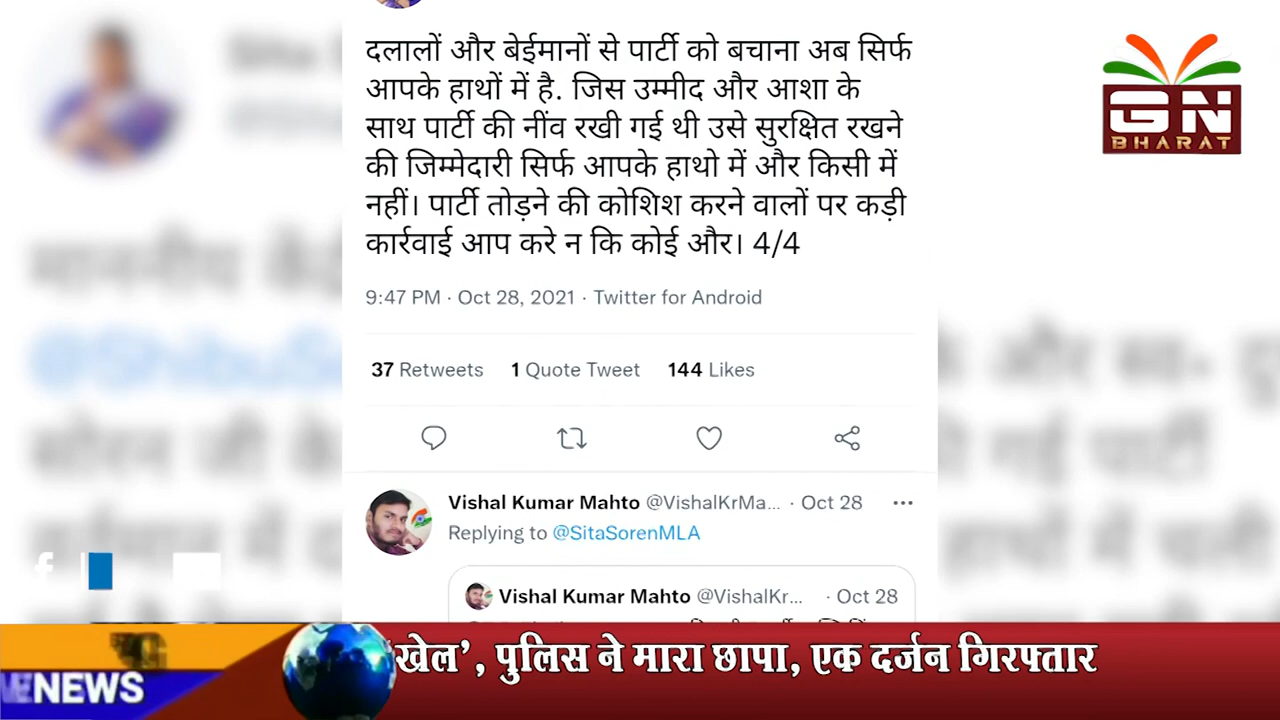 दलालों और बेईमानों से पार्टी को बचाना अब सिर्फ
आपके हाथों में है. जिस उम्मीद और आशा के
साथ पार्टी की नींव रखी गई थी उसे सुरक्षित रखने
की जिम्मेदारी सिर्फ आपके हाथो में और किसी में
नहीं। पार्टी तोड़ने की कोशिश करने वालों पर कड़ी
कार्रवाई आप करे न कि कोई और। 4/4
9:47 PM · Oct 28, 2021 · Twitter for Android
37 Retweets 1 Quote Tweet 144 Likes
Vishal Kumar Mahto @VishalKrMa... · Oct 28
Replying to @SitaSorenMLA
Vishal Kumar Mahto @VishalKr... · Oct 28
GN
BHARAT
f
NEWS
‘खेल’, पुलिस ने मारा छापा, एक दर्जन गिरफ्तार